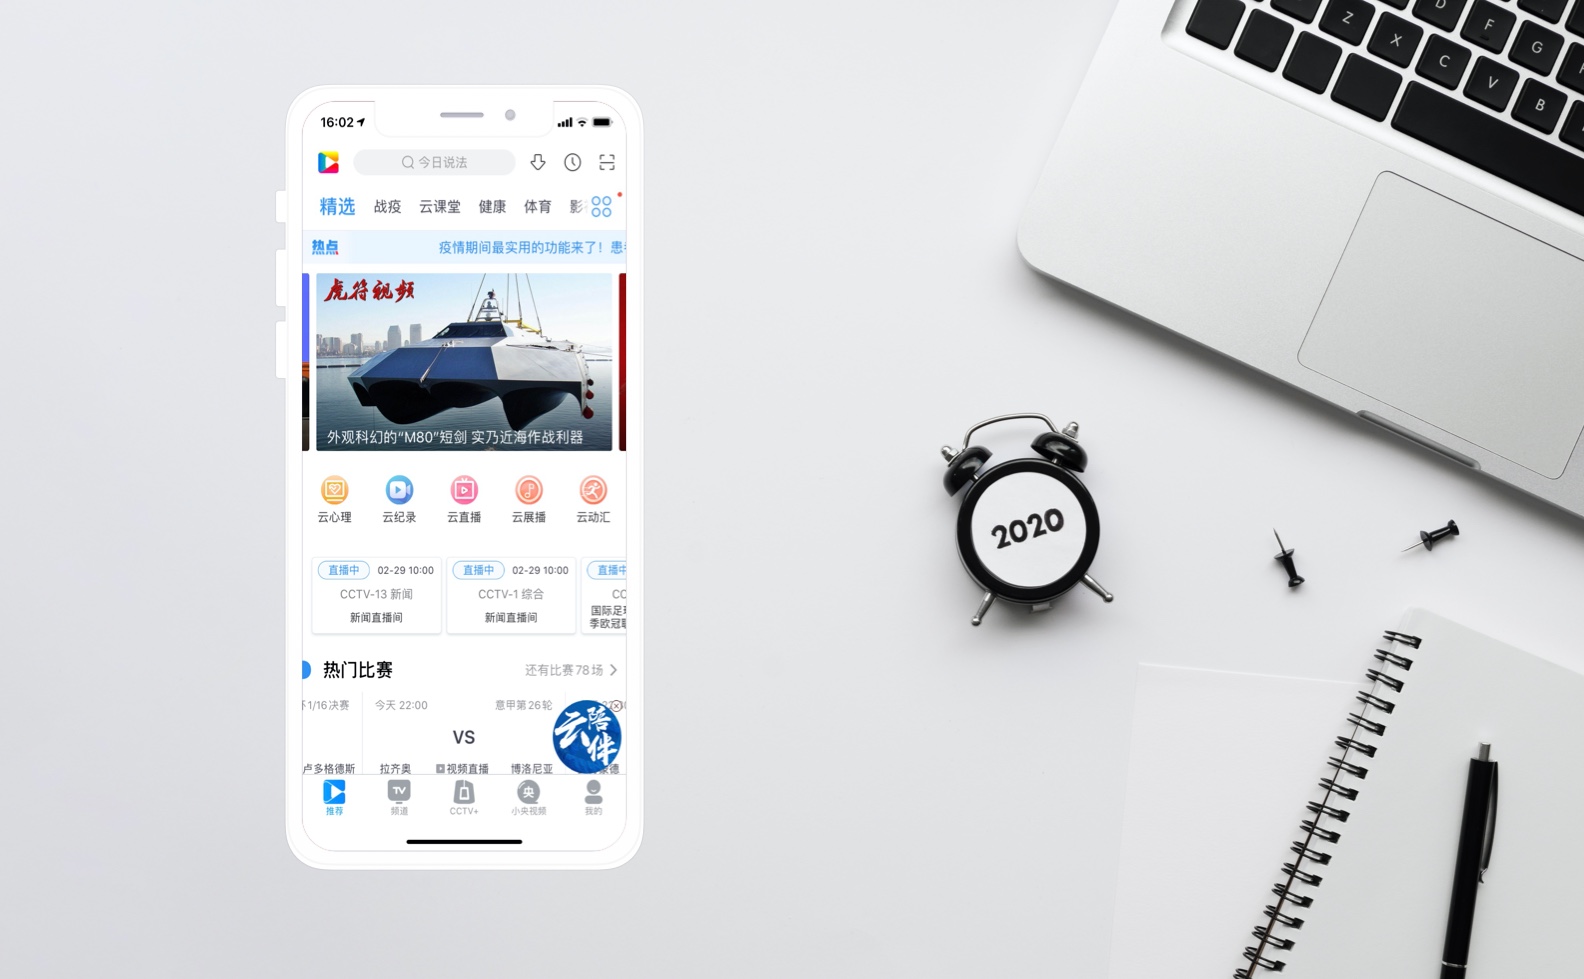 16:02
今日说法
精选 战疫 云课堂 健康 体育 影
热点 疫情期间最实用的功能来了！患
虎符视频
外观科幻的“M80”短剑 实乃近海作战利器
云心理 云纪录 云直播 云展播 云动汇
直播中 02-29 10:00
CCTV-13 新闻
新闻直播间
直播中 02-29 10:00
CCTV-1 综合
新闻直播间
直播中
CC
国际足球
季欧冠联
热门比赛 还有比赛78场
1/16决赛 今天 22:00 意甲第26轮
VS
卢多格德斯 拉齐奥 视频直播 博洛尼亚
云陪伴
推荐 频道 CCTV+ 小央视频 我的
TV
央
2020
Z X C V B D F G